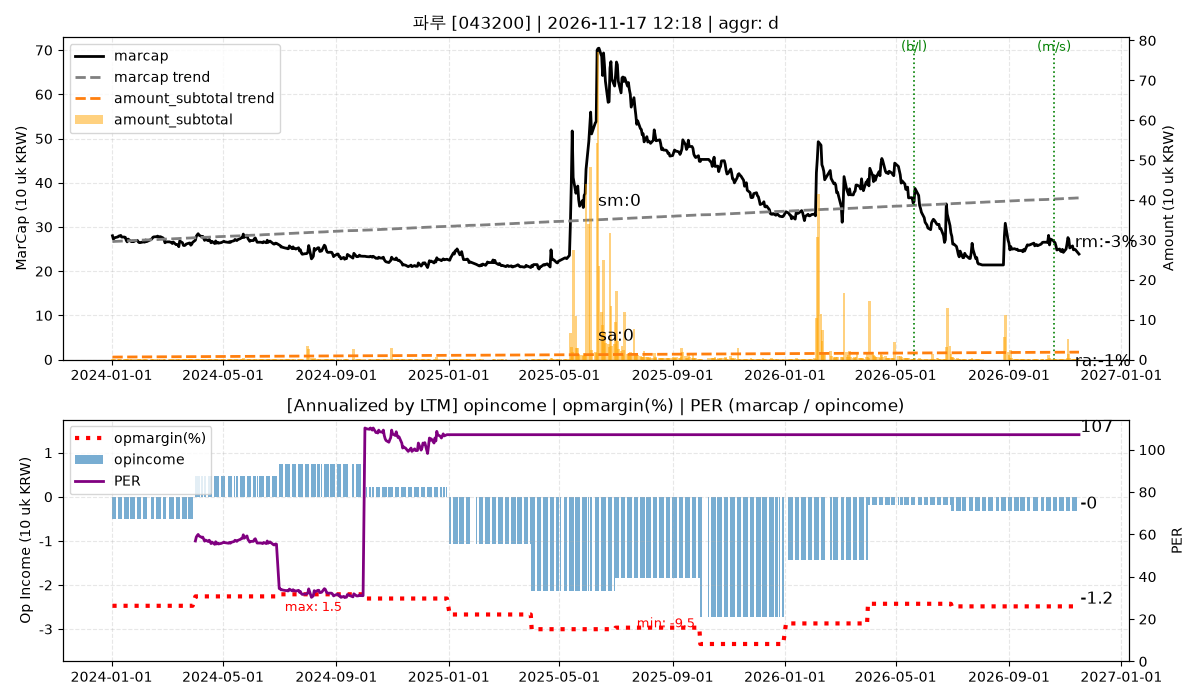 파루 [043200] | 2026-11-17 12:18 | aggr: d
marcap
marcap trend
amount_subtotal trend
amount_subtotal
(b/l)
(m/s)
70
60
50
40
30
20
10
0
80
70
60
50
40
30
20
10
0
MarCap (10 uk KRW)
Amount (10 uk KRW)
sm:0
sa:0
rm:-3%
ra:-1%
2024-01-01 2024-05-01 2024-09-01 2025-01-01 2025-05-01 2025-09-01 2026-01-01 2026-05-01 2026-09-01 2027-01-01
[Annualized by LTM] opincome | opmargin(%) | PER (marcap / opincome)
opmargin(%)
opincome
PER
1
0
-1
-2
-3
100
80
60
40
20
0
Op Income (10 uk KRW)
PER
107
-0
-1.2
max: 1.5
min: -9.5
2024-01-01 2024-05-01 2024-09-01 2025-01-01 2025-05-01 2025-09-01 2026-01-01 2026-05-01 2026-09-01 2027-01-01